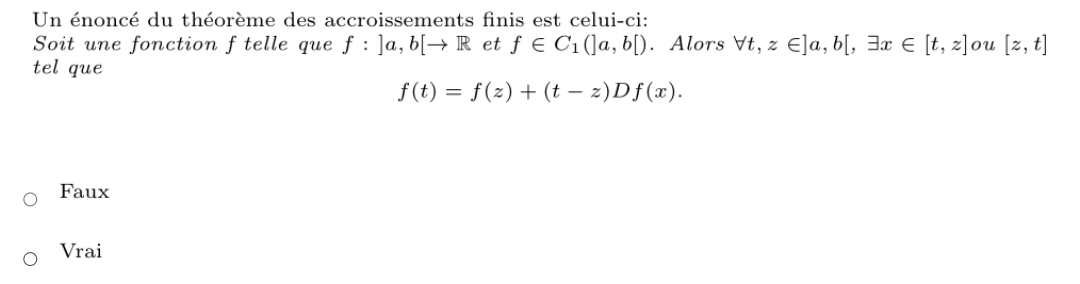 Un énoncé du théorème des accroissements finis est celui-ci:
Soit une fonction f telle que f : ]a, b[→ ℝ et f ∈ C₁(]a, b[). Alors ∀t, z ∈]a, b[, ∃x ∈ [t, z]ou [z, t]
tel que
f(t) = f(z) + (t − z)Df(x).
Faux
Vrai